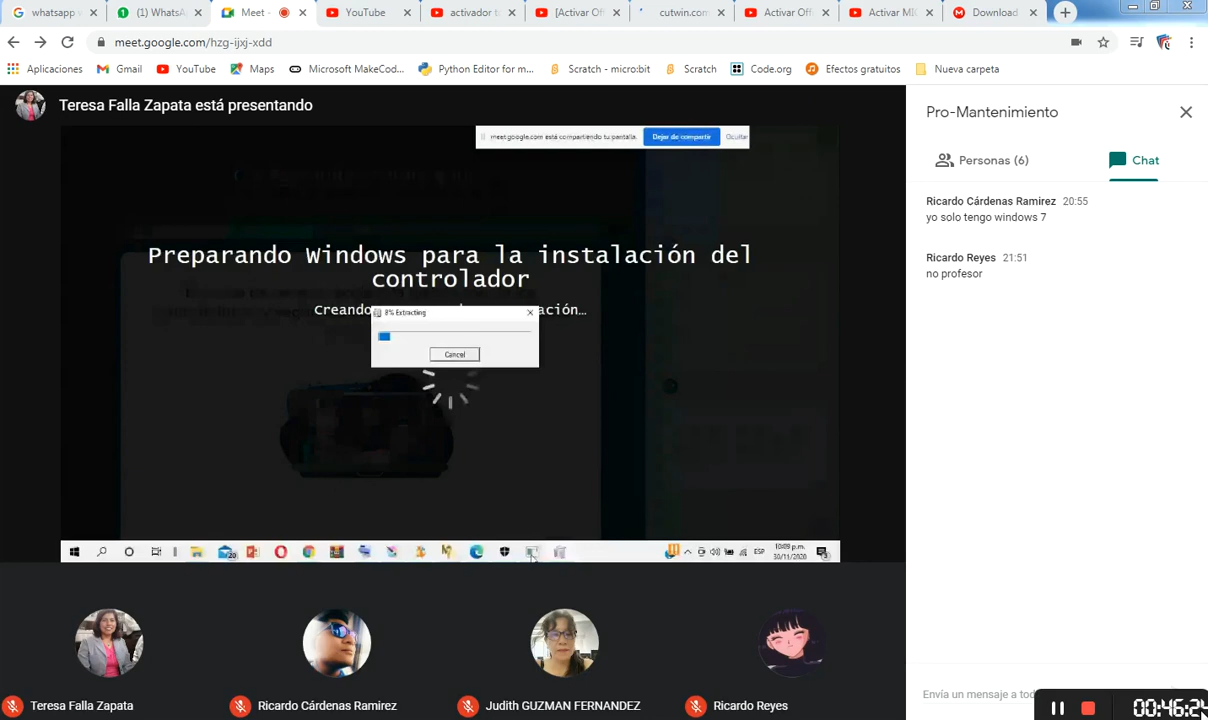 whatsapp w
(1) WhatsA
Meet -
YouTube
activador t
[Activar Of
cutwin.com
Activar Off
Activar MI
Download
meet.google.com/hzg-ijxj-xdd
Aplicaciones
Gmail
YouTube
Maps
Microsoft MakeCod...
Python Editor for m...
Scratch - micro:bit
Scratch
Code.org
Efectos gratuitos
Nueva carpeta
Teresa Falla Zapata está presentando
meet.google.com está compartiendo tu pantalla.
Dejar de compartir
Ocultar
Preparando Windows para la instalación del
controlador
Creando
ación...
8% Extracting
Cancel
20
ESP
10:09 p.m.
30/11/2020
Teresa Falla Zapata
Ricardo Cárdenas Ramirez
Judith GUZMAN FERNANDEZ
Ricardo Reyes
Pro-Mantenimiento
Personas (6)
Chat
Ricardo Cárdenas Ramirez 20:55
yo solo tengo windows 7
Ricardo Reyes 21:51
no profesor
Envía un mensaje a tod
00:46:24